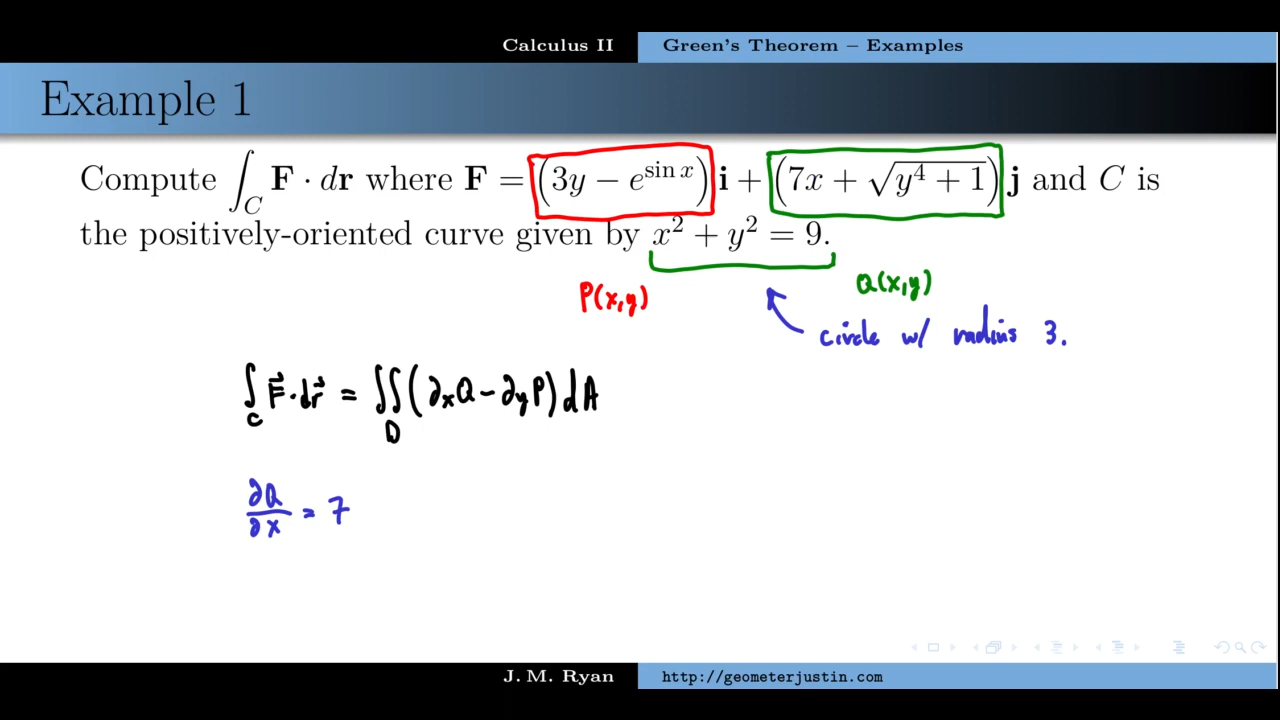 Calculus II Green's Theorem – Examples
Example 1
Compute ∫_C F · dr where F = (3y − e^{sin x}) i + (7x + √(y⁴ + 1)) j and C is
the positively-oriented curve given by x² + y² = 9.
P(x,y) Q(x,y)
circle w/ radius 3.
∫_C F⃗ · dr⃗ = ∬_D (∂xQ − ∂yP) dA
∂Q/∂x = 7
J. M. Ryan http://geometerjustin.com